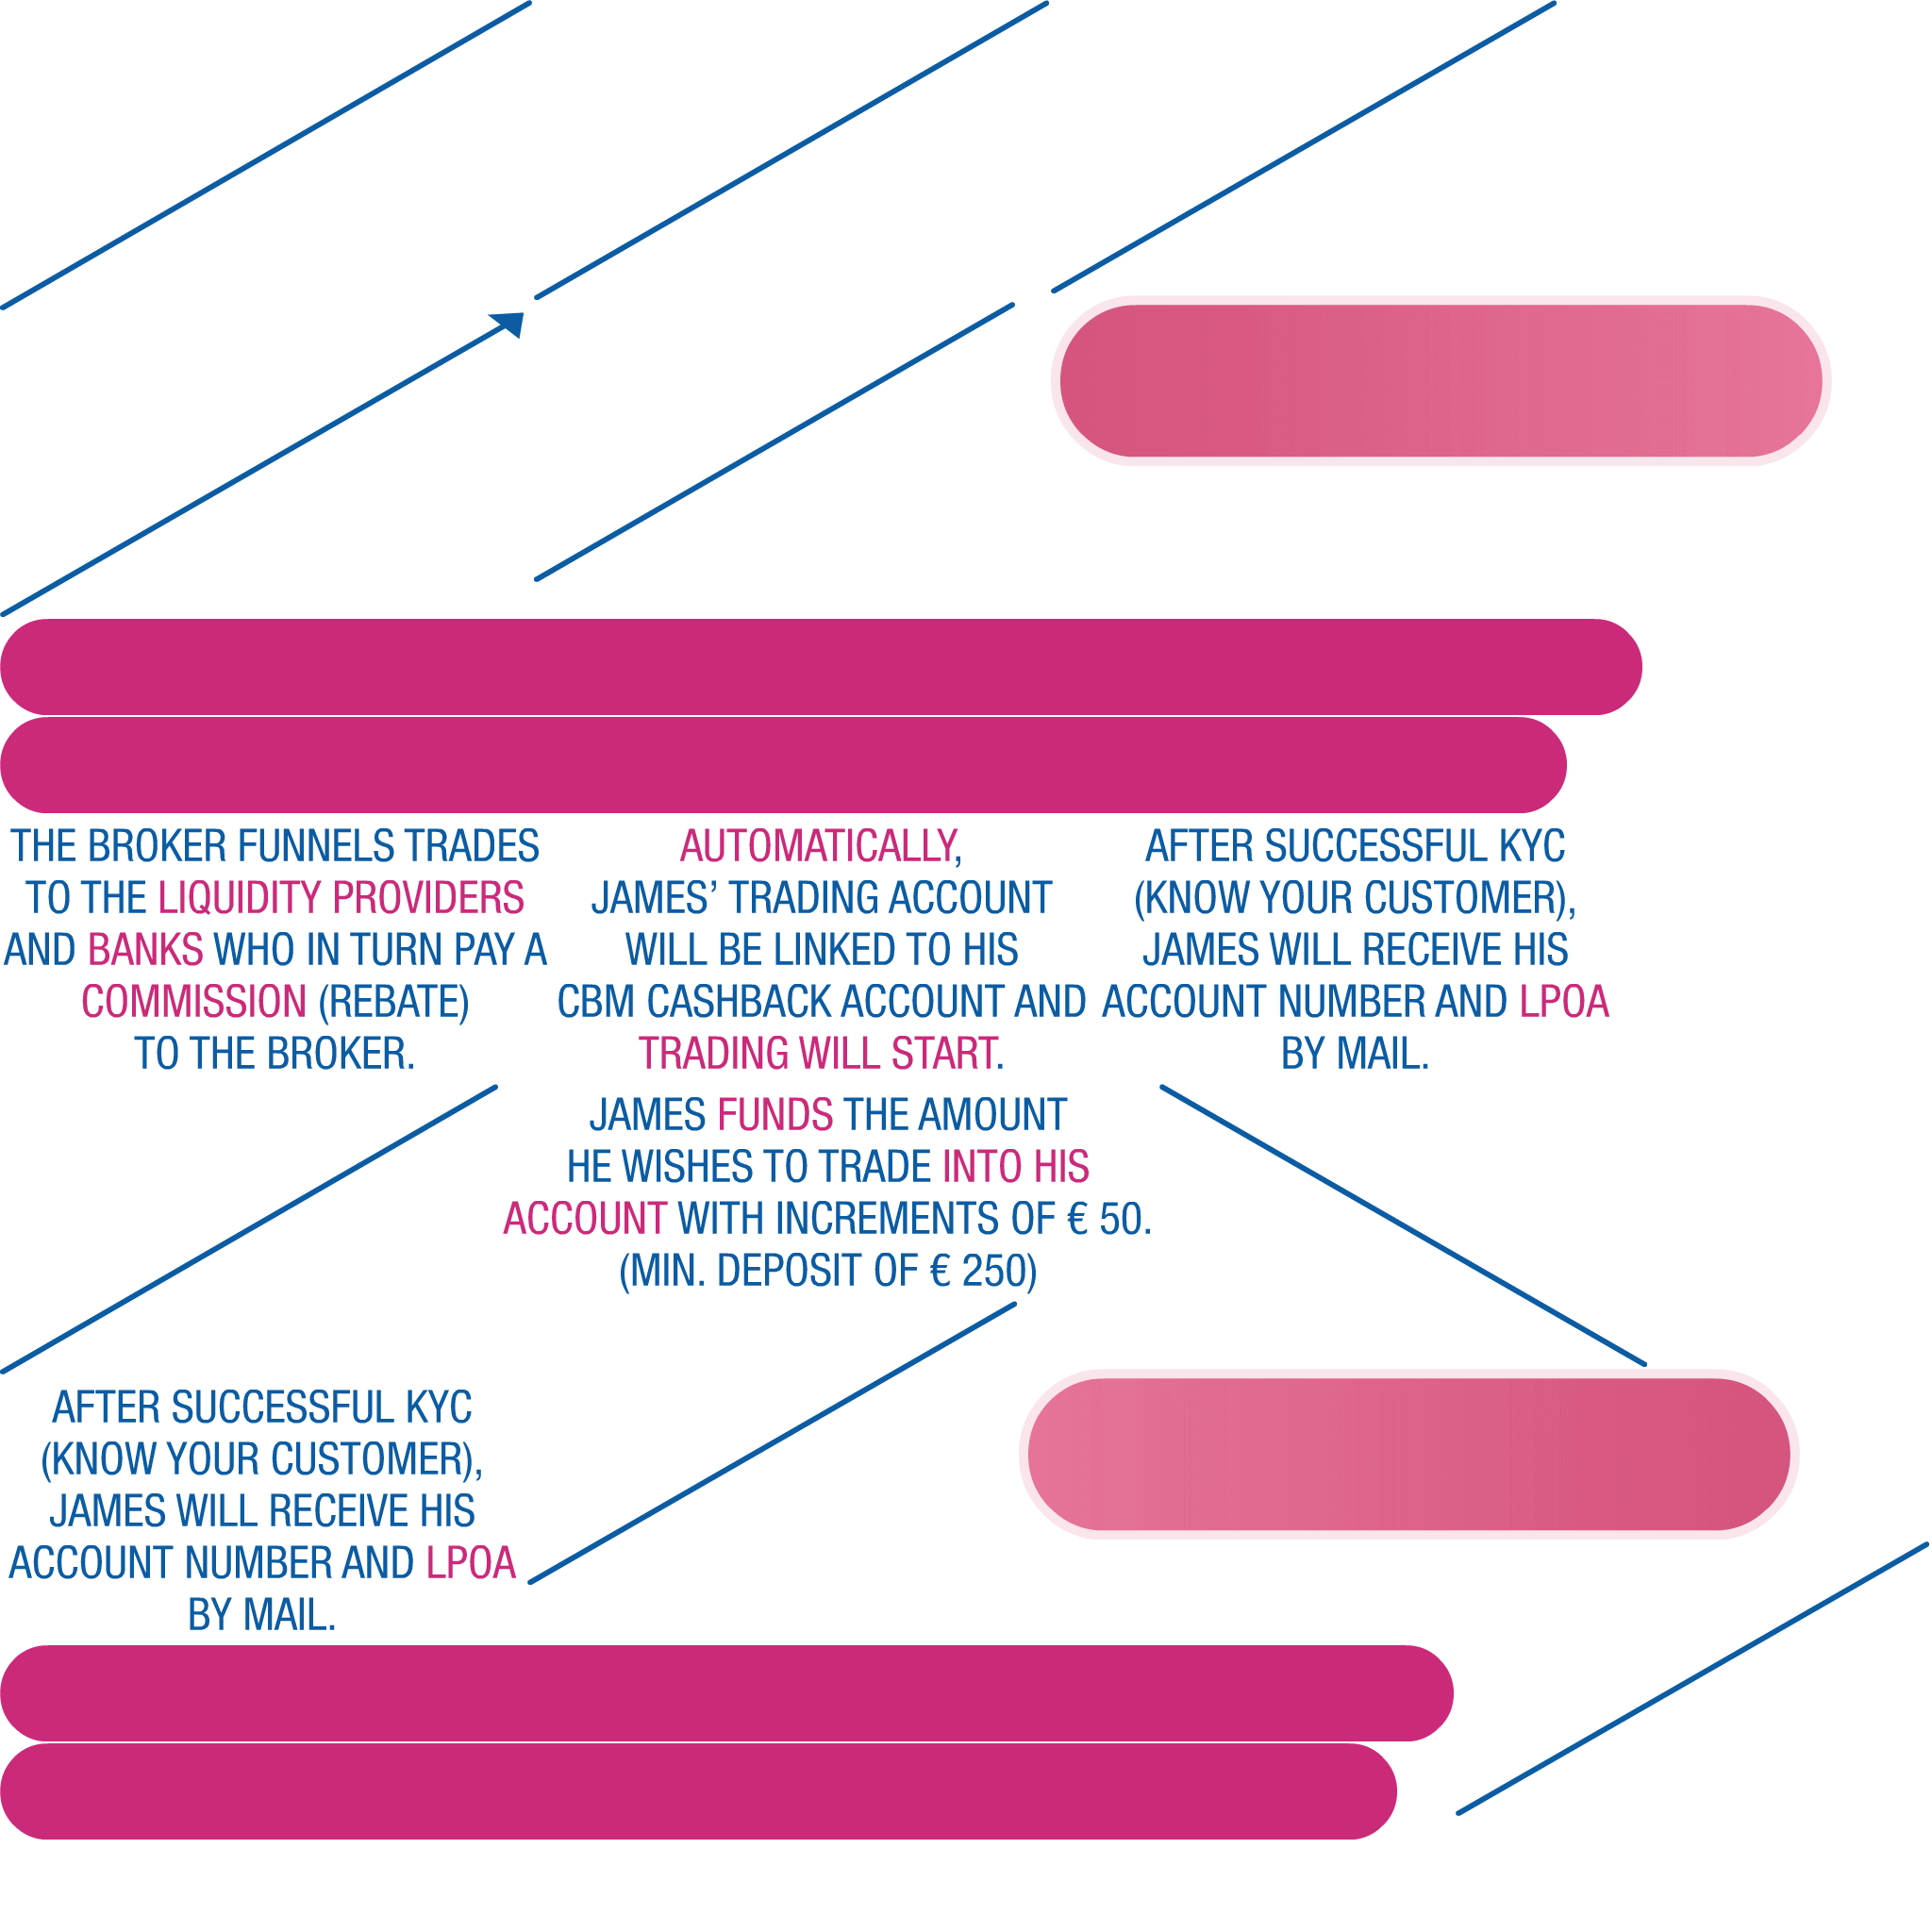 THE BROKER FUNNELS TRADES
TO THE LIQUIDITY PROVIDERS
AND BANKS WHO IN TURN PAY A
COMMISSION (REBATE)
TO THE BROKER.
AUTOMATICALLY,
JAMES’ TRADING ACCOUNT
WILL BE LINKED TO HIS
CBM CASHBACK ACCOUNT AND
TRADING WILL START.
AFTER SUCCESSFUL KYC
(KNOW YOUR CUSTOMER),
JAMES WILL RECEIVE HIS
ACCOUNT NUMBER AND LPOA
BY MAIL.
JAMES FUNDS THE AMOUNT
HE WISHES TO TRADE INTO HIS
ACCOUNT WITH INCREMENTS OF € 50.
(MIN. DEPOSIT OF € 250)
AFTER SUCCESSFUL KYC
(KNOW YOUR CUSTOMER),
JAMES WILL RECEIVE HIS
ACCOUNT NUMBER AND LPOA
BY MAIL.